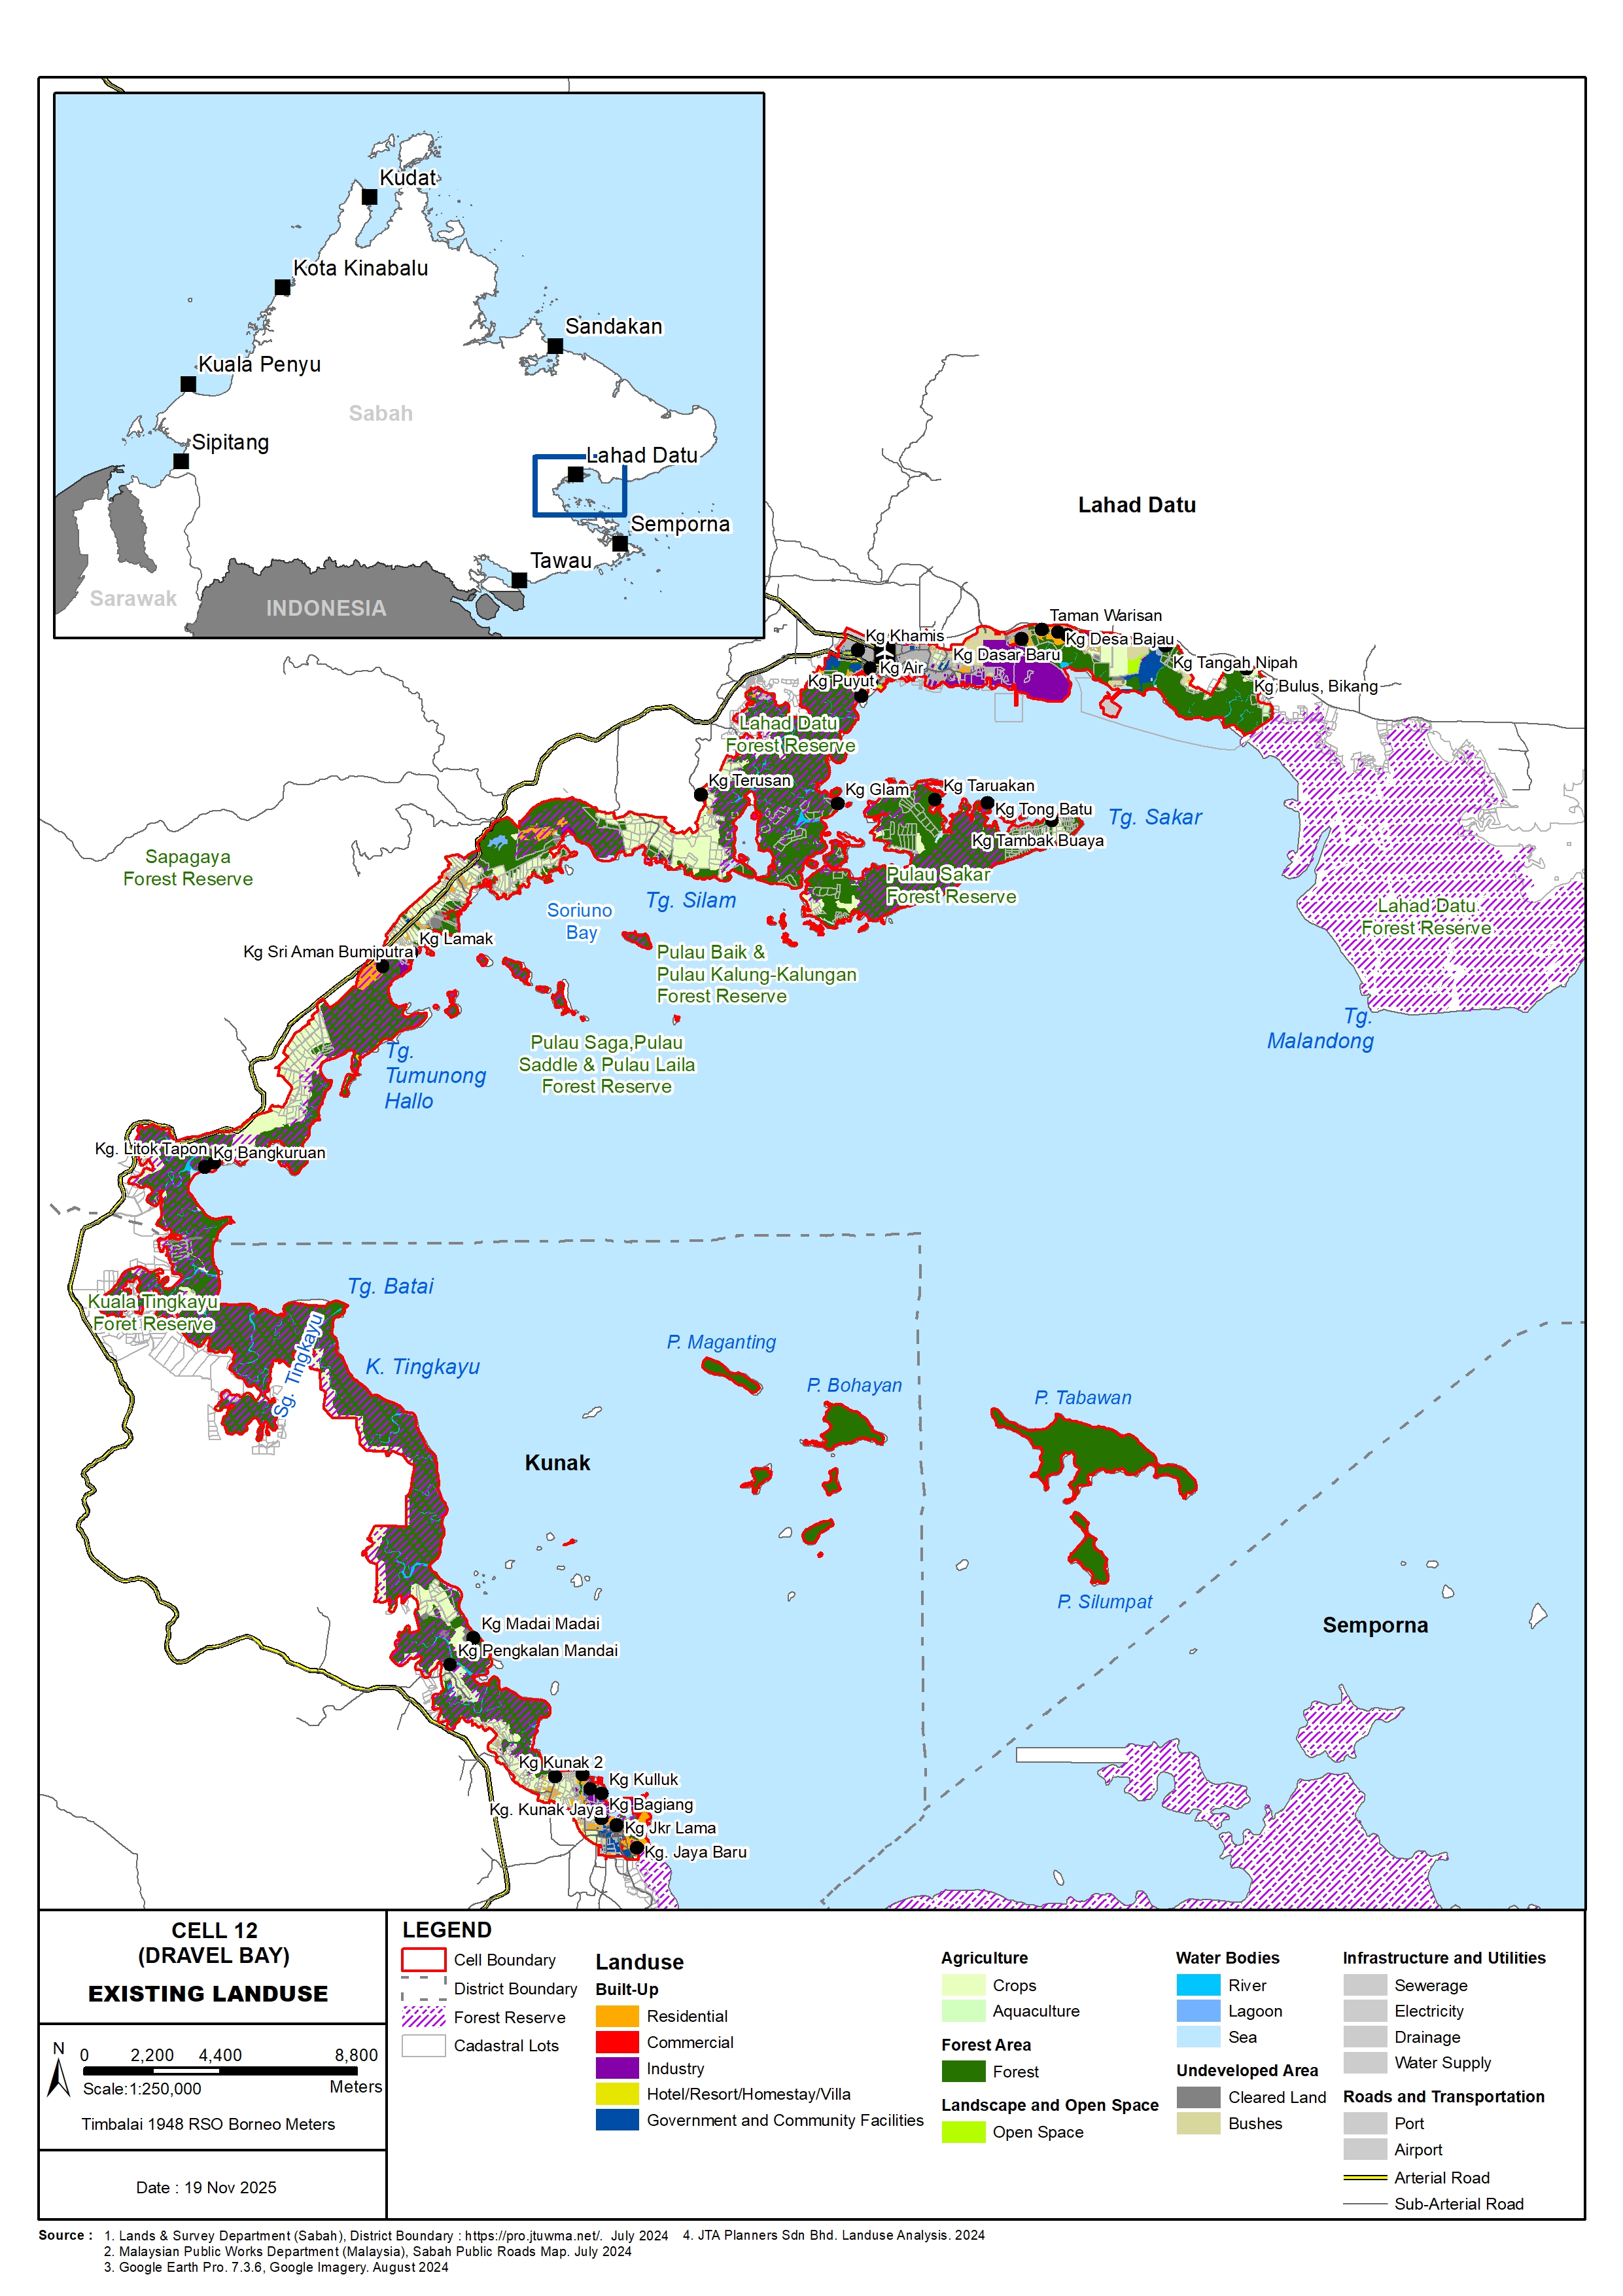 Kudat
Kota Kinabalu
Sandakan
Kuala Penyu
Sabah
Sipitang
Lahad Datu
Semporna
Tawau
Sarawak
INDONESIA
Lahad Datu
Taman Warisan
Kg Khamis
Kg Desa Bajau
Kg Dasar Baru
Kg Air
Kg Tangah Nipah
Kg Puyut
Kg Bulus, Bikang
Lahad Datu
Forest Reserve
Kg Terusan
Kg Glam
Kg Taruakan
Kg Tong Batu
Tg. Sakar
Kg Tambak Buaya
Sapagaya
Forest Reserve
Pulau Sakar
Forest Reserve
Tg. Silam
Soriuno
Bay
Lahad Datu
Forest Reserve
Kg Lamak
Kg Sri Aman Bumiputra
Pulau Baik &
Pulau Kalung-Kalungan
Forest Reserve
Tg.
Malandong
Pulau Saga,Pulau
Saddle & Pulau Laila
Forest Reserve
Tg.
Tumunong
Hallo
Kg. Litok Tapon
Kg Bangkuruan
Tg. Batai
Kuala Tingkayu
Foret Reserve
Sg. Tingkayu
K. Tingkayu
P. Maganting
P. Bohayan
P. Tabawan
Kunak
P. Silumpat
Semporna
Kg Madai Madai
Kg Pengkalan Mandai
Kg Kunak 2
Kg Kulluk
Kg. Kunak Jaya
Kg Bagiang
Kg Jkr Lama
Kg. Jaya Baru
CELL 12
(DRAVEL BAY)
EXISTING LANDUSE
N
0 2,200 4,400 8,800
Meters
Scale:1:250,000
Timbalai 1948 RSO Borneo Meters
Date : 19 Nov 2025
LEGEND
Cell Boundary
District Boundary
Forest Reserve
Cadastral Lots
Landuse
Built-Up
Residential
Commercial
Industry
Hotel/Resort/Homestay/Villa
Government and Community Facilities
Agriculture
Crops
Aquaculture
Forest Area
Forest
Landscape and Open Space
Open Space
Water Bodies
River
Lagoon
Sea
Undeveloped Area
Cleared Land
Bushes
Infrastructure and Utilities
Sewerage
Electricity
Drainage
Water Supply
Roads and Transportation
Port
Airport
Arterial Road
Sub-Arterial Road
Source : 1. Lands & Survey Department (Sabah), District Boundary : https://pro.jtuwma.net/. July 2024 4. JTA Planners Sdn Bhd. Landuse Analysis. 2024
2. Malaysian Public Works Department (Malaysia), Sabah Public Roads Map. July 2024
3. Google Earth Pro. 7.3.6, Google Imagery. August 2024